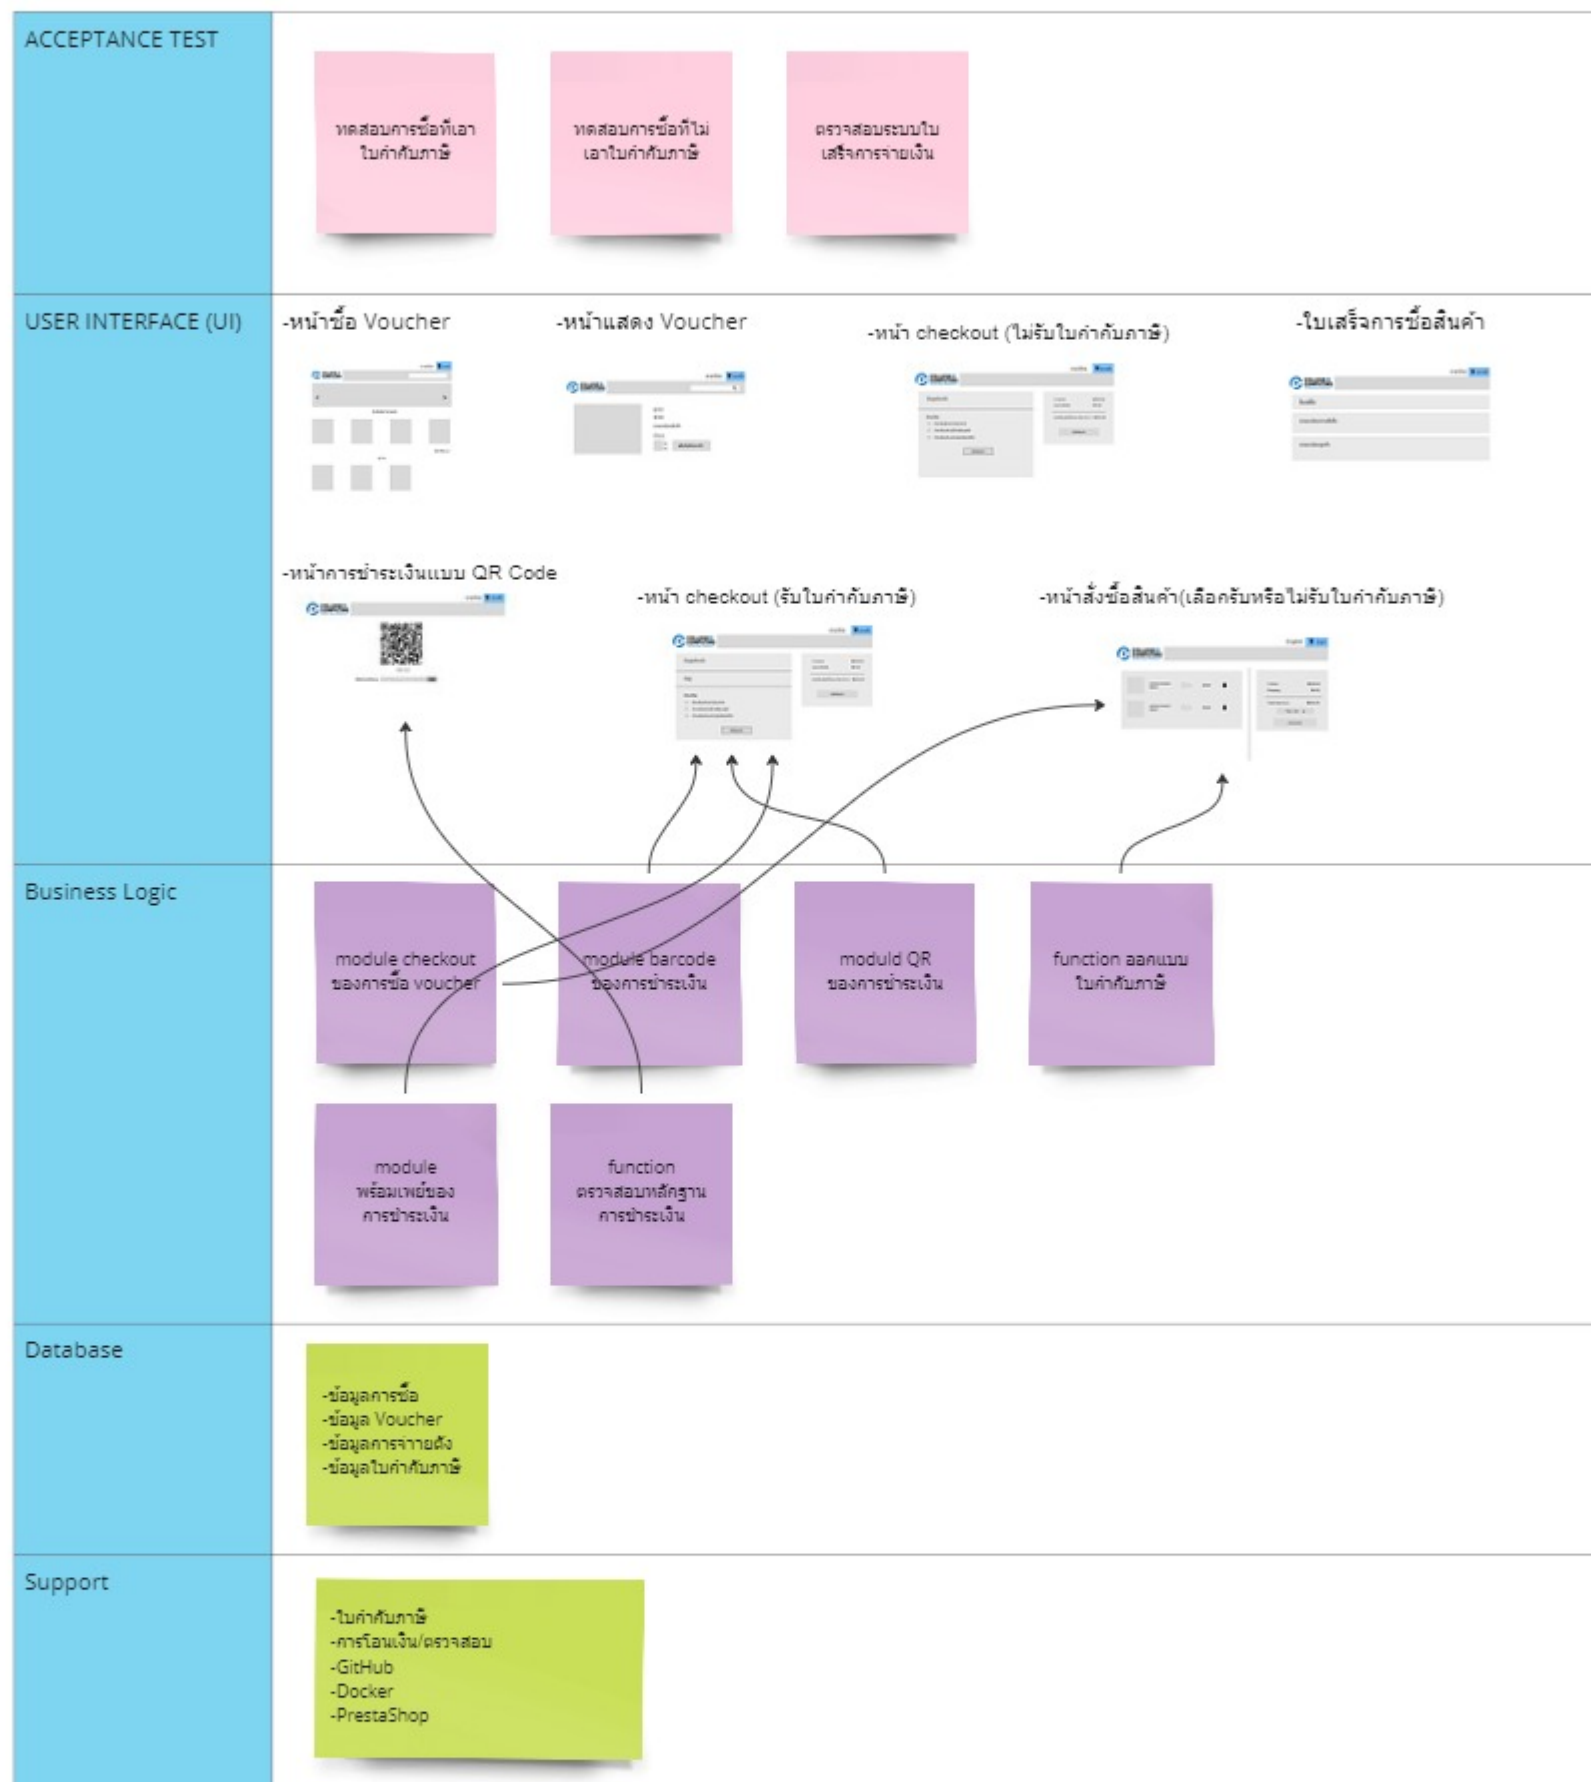 ACCEPTANCE TEST
ทดสอบการซื้อที่เอา
ใบกำกับภาษี
ทดสอบการซื้อที่ไม่
เอาใบกำกับภาษี
ตรวจสอบระบบใบ
เสร็จการจ่ายเงิน
USER INTERFACE (UI)
-หน้าซื้อ Voucher
-หน้าแสดง Voucher
-หน้า checkout (ไม่รับใบกำกับภาษี)
-ใบเสร็จการซื้อสินค้า
-หน้าการชำระเงินแบบ QR Code
-หน้า checkout (รับใบกำกับภาษี)
-หน้าสั่งซื้อสินค้า(เลือกรับหรือไม่รับใบกำกับภาษี)
Business Logic
module checkout
ของการซื้อ voucher
module barcode
ของการชำระเงิน
moduld QR
ของการชำระเงิน
function ออกแบบ
ใบกำกับภาษี
module
พร้อมเพย์ของ
การชำระเงิน
function
ตรวจสอบหลักฐาน
การชำระเงิน
Database
-ข้อมูลการซื้อ
-ข้อมูล Voucher
-ข้อมูลการจ่ายตัง
-ข้อมูลใบกำกับภาษี
Support
-ใบกำกับภาษี
-การโอนเงิน/ตรวจสอบ
-GitHub
-Docker
-PrestaShop